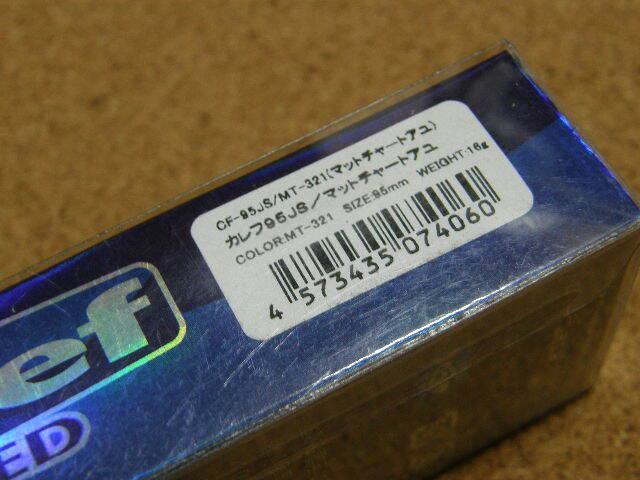 CF-95JS/MT-321(マットチャートアユ)
カレフ95JS/マットチャートアユ
COLOR:MT-321 SIZE:95mm WEIGHT:16g
4 573435 074060
ef
ED